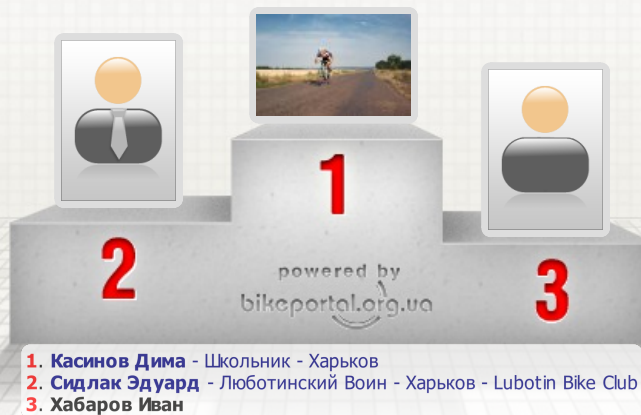 1
2
3
powered by
bikeportal.org.ua
1. Касинов Дима - Школьник - Харьков
2. Сидлак Эдуард - Люботинский Воин - Харьков - Lubotin Bike Club
3. Хабаров Иван